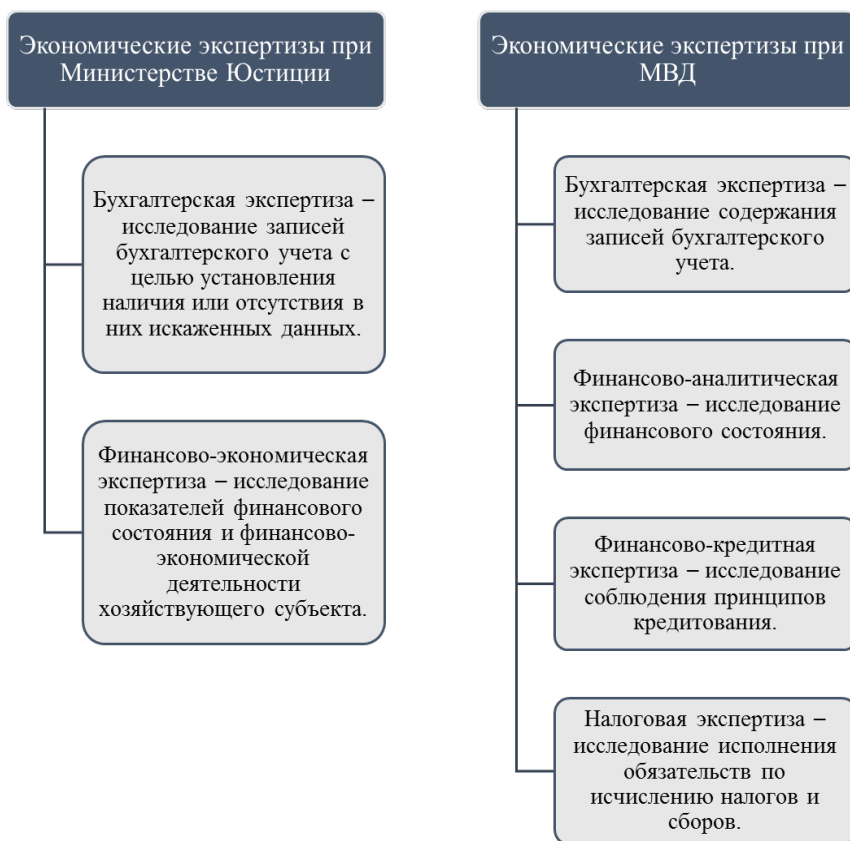 Экономические экспертизы при
Министерстве Юстиции
Бухгалтерская экспертиза –
исследование записей
бухгалтерского учета с
целью установления
наличия или отсутствия в
них искаженных данных.
Финансово-экономическая
экспертиза – исследование
показателей финансового
состояния и финансово-
экономической
деятельности
хозяйствующего субъекта.
Экономические экспертизы при
МВД
Бухгалтерская экспертиза –
исследование содержания
записей бухгалтерского
учета.
Финансово-аналитическая
экспертиза – исследование
финансового состояния.
Финансово-кредитная
экспертиза – исследование
соблюдения принципов
кредитования.
Налоговая экспертиза –
исследование исполнения
обязательств по
исчислению налогов и
сборов.